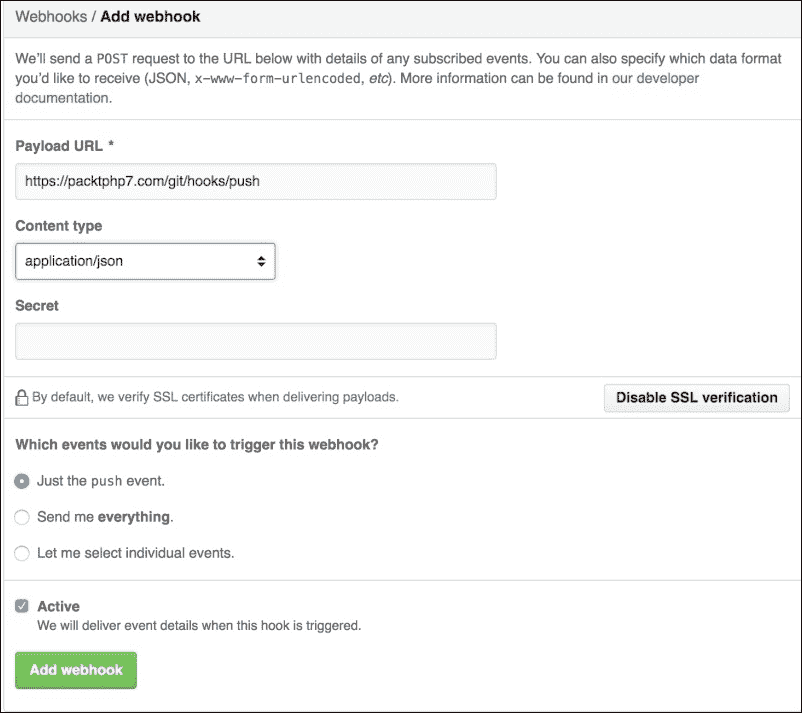 Webhooks / Add webhook
We'll send a POST request to the URL below with details of any subscribed events. You can also specify which data format
you'd like to receive (JSON, x-www-form-urlencoded, etc). More information can be found in our developer
documentation.
Payload URL *
https://packtphp7.com/git/hooks/push
Content type
application/json
Secret
By default, we verify SSL certificates when delivering payloads.
Disable SSL verification
Which events would you like to trigger this webhook?
Just the push event.
Send me everything.
Let me select individual events.
Active
We will deliver event details when this hook is triggered.
Add webhook